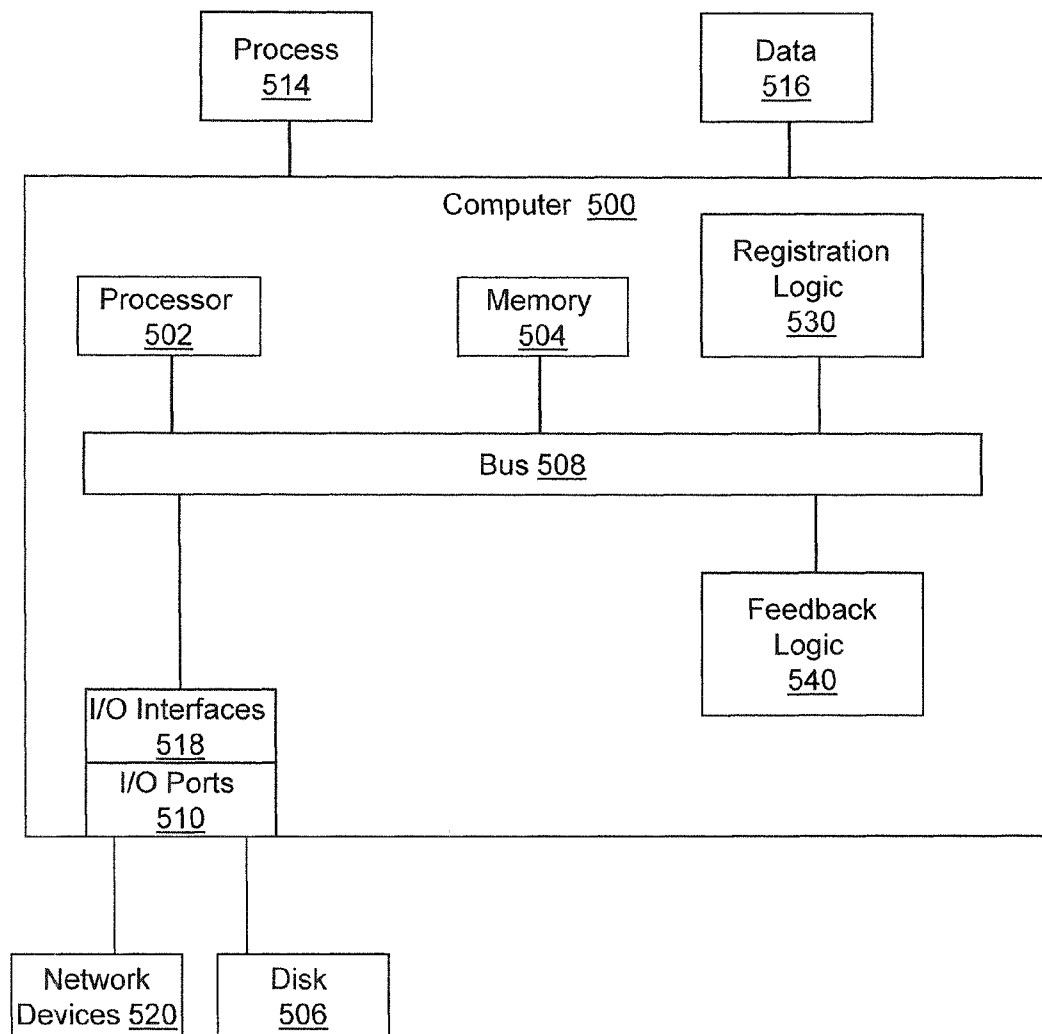 Process
514
Data
516
Computer 500
Registration
Logic
530
Processor
502
Memory
504
Bus 508
Feedback
Logic
540
I/O Interfaces
518
I/O Ports
510
Network
Devices 520
Disk
506